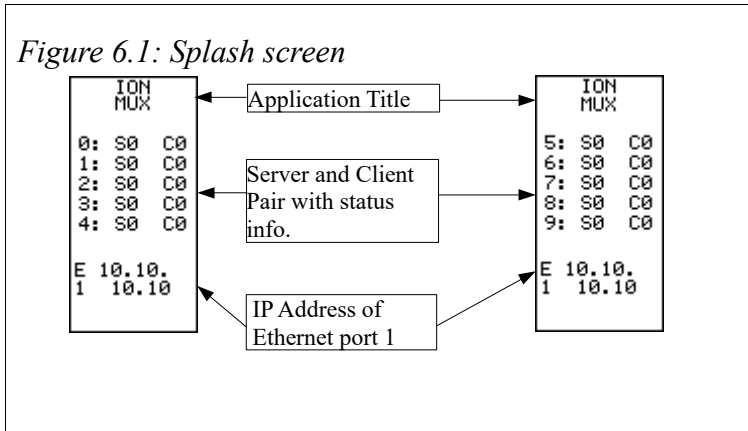 Figure 6.1: Splash screen
ION
MUX
0: S0 C0
1: S0 C0
2: S0 C0
3: S0 C0
4: S0 C0
E 10.10.
1 10.10
Application Title
Server and Client
Pair with status
info.
IP Address of
Ethernet port 1
ION
MUX
5: S0 C0
6: S0 C0
7: S0 C0
8: S0 C0
9: S0 C0
E 10.10.
1 10.10